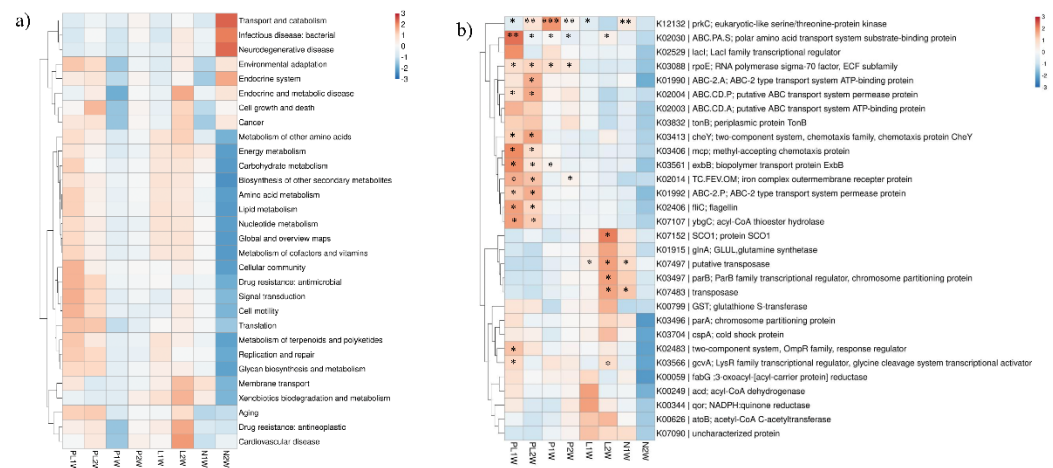 a)
3
2
1
0
-1
-2
-3
Transport and catabolism
Infectious disease: bacterial
Neurodegenerative disease
Environmental adaptation
Endocrine system
Endocrine and metabolic disease
Cell growth and death
Cancer
Metabolism of other amino acids
Energy metabolism
Carbohydrate metabolism
Biosynthesis of other secondary metabolites
Amino acid metabolism
Lipid metabolism
Nucleotide metabolism
Global and overview maps
Metabolism of cofactors and vitamins
Cellular community
Drug resistance: antimicrobial
Signal transduction
Cell motility
Translation
Metabolism of terpenoids and polyketides
Replication and repair
Glycan biosynthesis and metabolism
Membrane transport
Xenobiotics biodegradation and metabolism
Aging
Drug resistance: antineoplastic
Cardiovascular disease
PL1W PL2W P1W P2W L1W L2W N1W N2W
b)
K12132 | prkC; eukaryotic-like serine/threonine-protein kinase
K02030 | ABC.PA.S; polar amino acid transport system substrate-binding protein
K02529 | lacI; LacI family transcriptional regulator
K03088 | rpoE; RNA polymerase sigma-70 factor, ECF subfamily
K01990 | ABC-2.A; ABC-2 type transport system ATP-binding protein
K02004 | ABC.CD.P; putative ABC transport system permease protein
K02003 | ABC.CD.A; putative ABC transport system ATP-binding protein
K03832 | tonB; periplasmic protein TonB
K03413 | cheY; two-component system, chemotaxis family, chemotaxis protein CheY
K03406 | mcp; methyl-accepting chemotaxis protein
K03561 | exbB; biopolymer transport protein ExbB
K02014 | TC.FEV.OM; iron complex outermembrane recepter protein
K01992 | ABC-2.P; ABC-2 type transport system permease protein
K02406 | fliC; flagellin
K07107 | ybgC; acyl-CoA thioester hydrolase
K07152 | SCO1; protein SCO1
K01915 | glnA; GLUL,glutamine synthetase
K07497 | putative transposase
K03497 | parB; ParB family transcriptional regulator, chromosome partitioning protein
K07483 | transposase
K00799 | GST; glutathione S-transferase
K03496 | parA; chromosome partitioning protein
K03704 | cspA; cold shock protein
K02483 | two-component system, OmpR family, response regulator
K03566 | gcvA; LysR family transcriptional regulator, glycine cleavage system transcriptional activator
K00059 | fabG ;3-oxoacyl-[acyl-carrier protein] reductase
K00249 | acd; acyl-CoA dehydrogenase
K00344 | qor; NADPH:quinone reductase
K00626 | atoB; acetyl-CoA C-acetyltransferase
K07090 | uncharacterized protein
PL1W PL2W P1W P2W L1W L2W N1W N2W